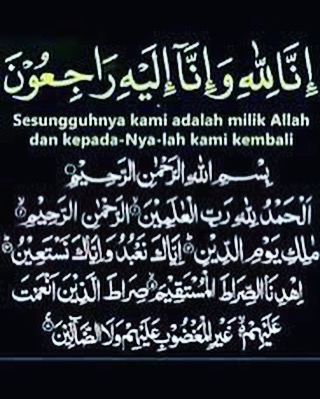 إِنَّا لِلّٰهِ وَإِنَّآ إِلَيْهِ رَاجِعُوْنَ
Sesungguhnya kami adalah milik Allah
dan kepada-Nya-lah kami kembali
بِسْمِ اللّٰهِ الرَّحْمٰنِ الرَّحِيْمِ
اَلْحَمْدُ لِلّٰهِ رَبِّ الْعٰلَمِيْنَ الرَّحْمٰنِ الرَّحِيْمِ
مٰلِكِ يَوْمِ الدِّيْنِ اِيَّاكَ نَعْبُدُ وَاِيَّاكَ نَسْتَعِيْنُ
اِهْدِنَا الصِّرَاطَ الْمُسْتَقِيْمَ صِرَاطَ الَّذِيْنَ اَنْعَمْتَ
عَلَيْهِمْ غَيْرِ الْمَغْضُوْبِ عَلَيْهِمْ وَلَا الضَّآلِّيْنَ